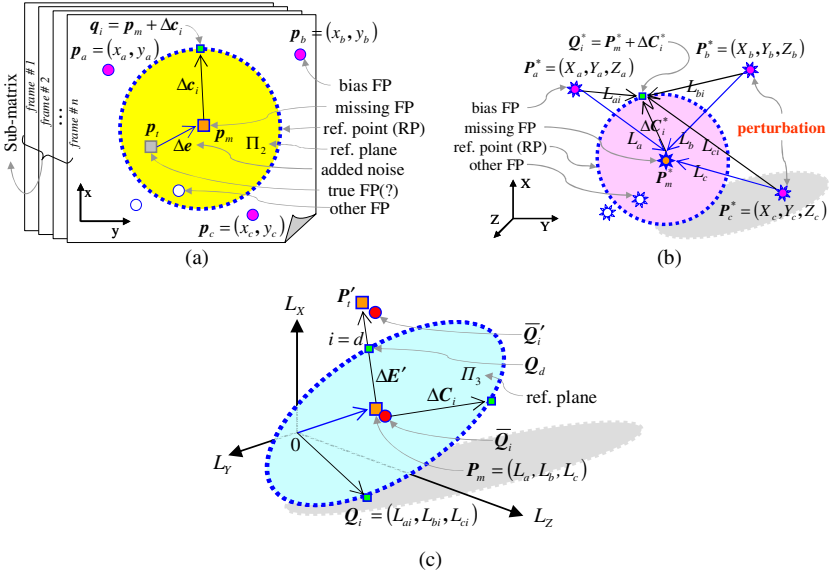 q_i = p_m + Δc_i
p_a = (x_a, y_a)
p_b = (x_b, y_b)
Sub-matrix
frame # 1
frame # 2
...
frame # n
Δc_i
p_t
p_m
Δe
Π_2
bias FP
missing FP
ref. point (RP)
ref. plane
added noise
true FP(?)
other FP
x
y
p_c = (x_c, y_c)
(a)
Q_i^* = P_m^* + ΔC_i^*
P_b^* = (X_b, Y_b, Z_b)
P_a^* = (X_a, Y_a, Z_a)
L_ai
L_bi
bias FP
missing FP
ref. point (RP)
other FP
ΔC_i^*
L_a
L_b
L_ci
L_c
perturbation
P_m^*
P_c^* = (X_c, Y_c, Z_c)
X
Z
Y
(b)
P_t'
L_X
Q̅_i'
i = d
Q_d
ΔE'
Π_3
ΔC_i
ref. plane
0
Q̅_i
L_Y
P_m = (L_a, L_b, L_c)
Q_i = (L_ai, L_bi, L_ci)
L_Z
(c)